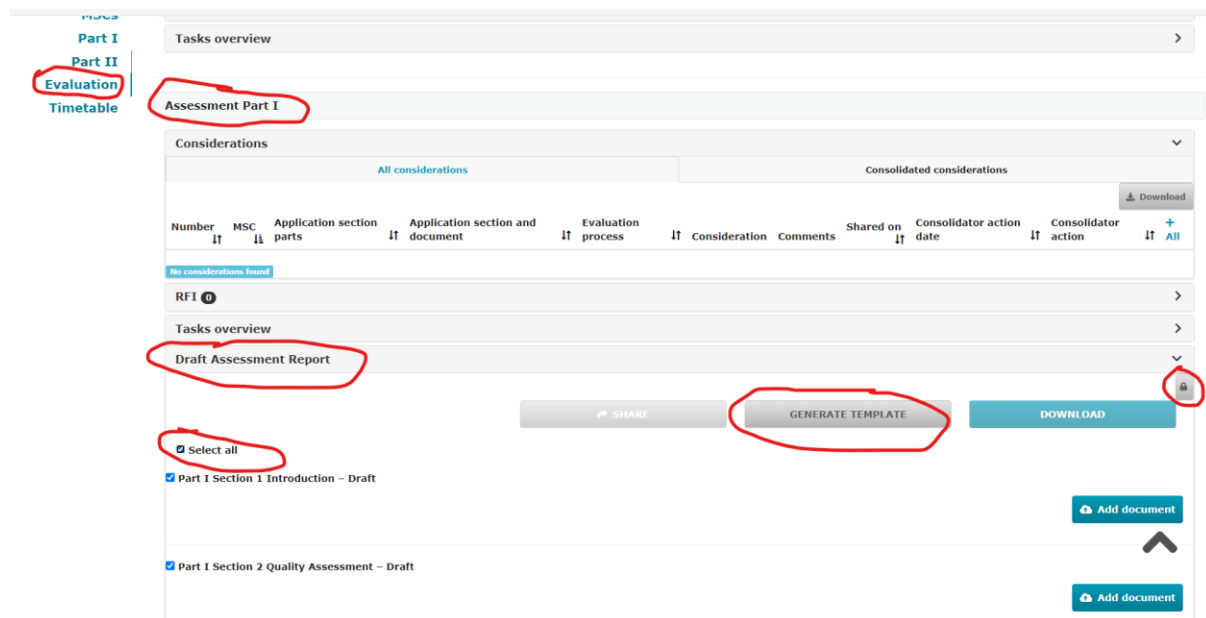 MSCs
Part I
Part II
Evaluation
Timetable
Tasks overview
Assessment Part I
Considerations
All considerations
Consolidated considerations
Download
Number MSC Application section parts Application section and document Evaluation process Consideration Comments Shared on Consolidator action date Consolidator action + All
No considerations found
RFI 0
Tasks overview
Draft Assessment Report
SHARE
GENERATE TEMPLATE
DOWNLOAD
Select all
Part I Section 1 Introduction – Draft
Add document
Part I Section 2 Quality Assessment – Draft
Add document